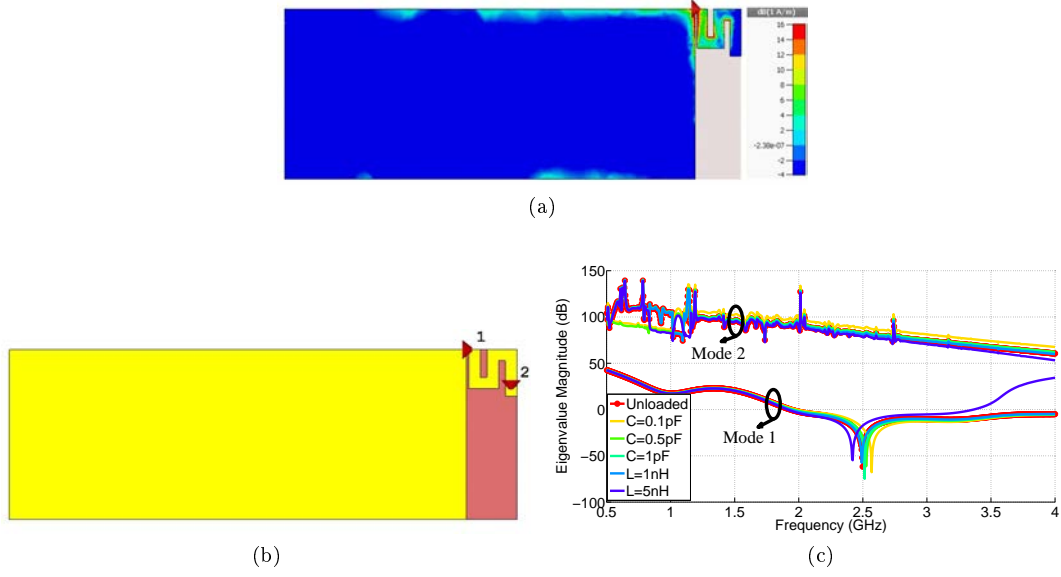 dB(1 A/m)
16
14
12
10
8
6
4
2
-2.30e-07
-2
-4
(a)
1
2
(b)
150
100
50
0
−50
−100
Eigenvalue Magnitude (dB)
Mode 2
Mode 1
Unloaded
C=0.1pF
C=0.5pF
C=1pF
L=1nH
L=5nH
0.5 1 1.5 2 2.5 3 3.5 4
Frequency (GHz)
(c)